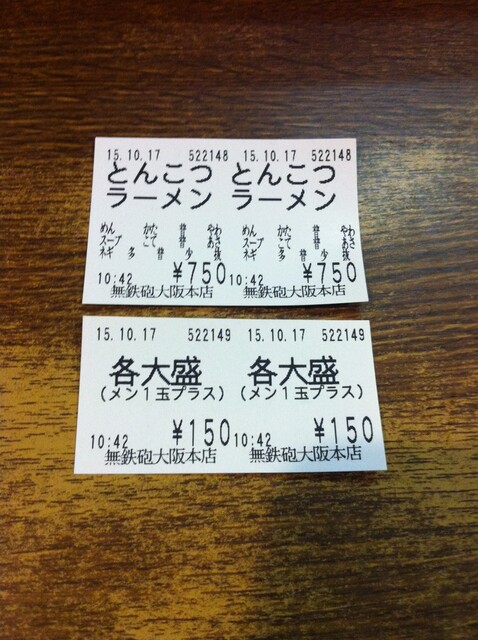 15.10.17 522148 15.10.17 522148
とんこつ とんこつ
ラーメン ラーメン
めん かた 普 やわ めん かた 普 やわ
スープ こて 普 あさ スープ こて 普 あさ
ネギ 多 普 少 抜 ネギ 多 普 少 抜
10:42 ¥750 10:42 ¥750
無鉄砲大阪本店 無鉄砲大阪本店
15.10.17 522149 15.10.17 522149
各大盛 各大盛
(メン1玉プラス) (メン1玉プラス)
10:42 ¥150 10:42 ¥150
無鉄砲大阪本店 無鉄砲大阪本店